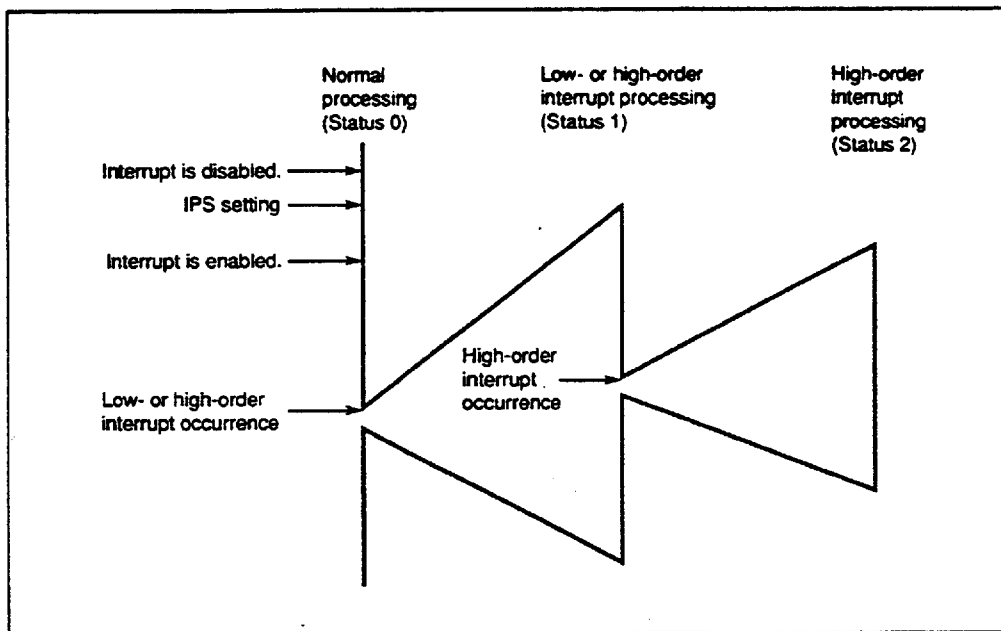 Normal
processing
(Status 0)
Low- or high-order
interrupt processing
(Status 1)
High-order
interrupt
processing
(Status 2)
Interrupt is disabled.
IPS setting
Interrupt is enabled.
High-order
interrupt
occurrence
Low- or high-order
interrupt occurrence